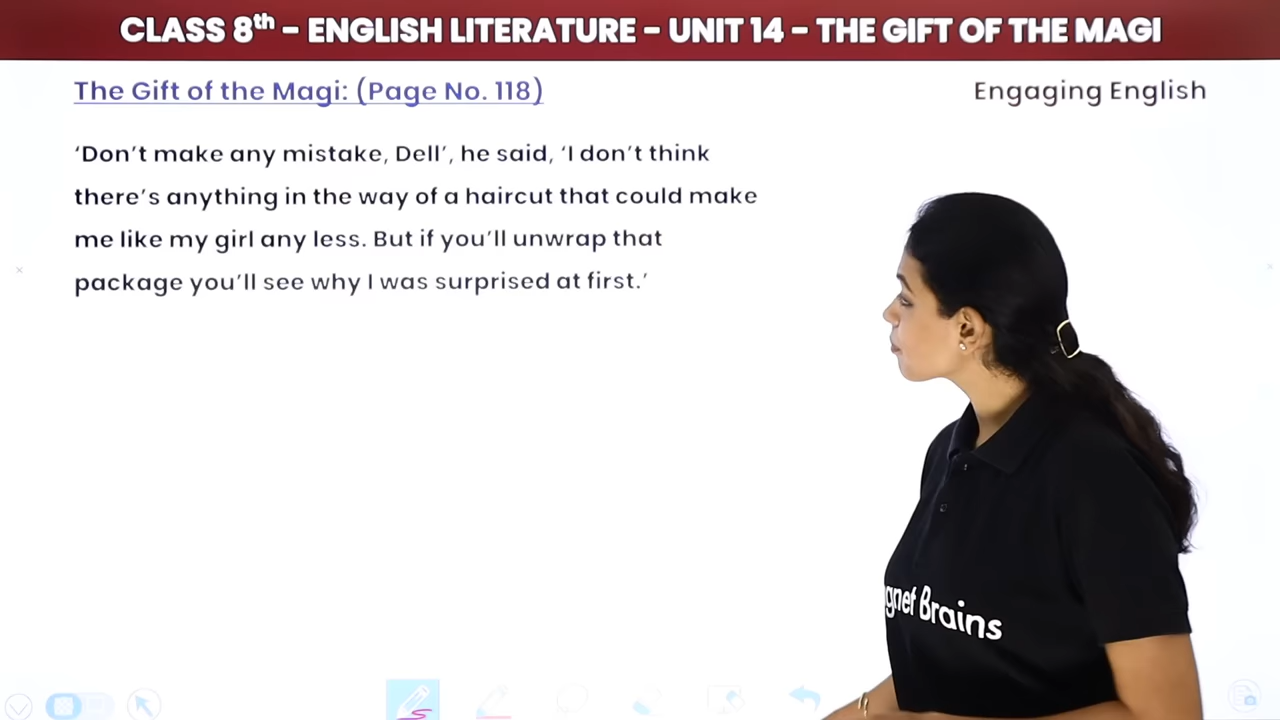 CLASS 8th - ENGLISH LITERATURE - UNIT 14 - THE GIFT OF THE MAGI
The Gift of the Magi: (Page No. 118)
Engaging English
‘Don’t make any mistake, Dell’, he said, ‘I don’t think
there’s anything in the way of a haircut that could make
me like my girl any less. But if you’ll unwrap that
package you’ll see why I was surprised at first.’
gnet Brains